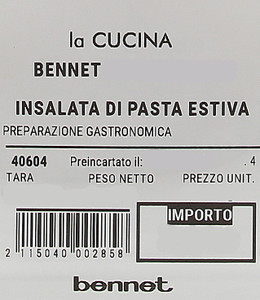 la CUCINA
BENNET
INSALATA DI PASTA ESTIVA
PREPARAZIONE GASTRONOMICA
40604 Preincartato il: . 4
TARA PESO NETTO PREZZO UNIT.
IMPORTO
2 115040 002858
bennet